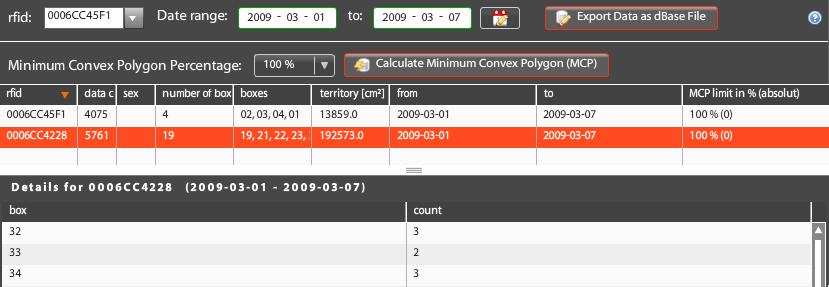 rfid: 0006CC45F1 Date range: 2009 - 03 - 01 to: 2009 - 03 - 07 Export Data as dBase File ?
Minimum Convex Polygon Percentage: 100 % Calculate Minimum Convex Polygon (MCP)
rfid data c sex number of box boxes territory [cm²] from to MCP limit in % (absolut)
0006CC45F1 4075 4 02, 03, 04, 01 13859.0 2009-03-01 2009-03-07 100 % (0)
0006CC4228 5761 19 19, 21, 22, 23, 192573.0 2009-03-01 2009-03-07 100 % (0)
Details for 0006CC4228 (2009-03-01 - 2009-03-07)
box count
32 3
33 2
34 3